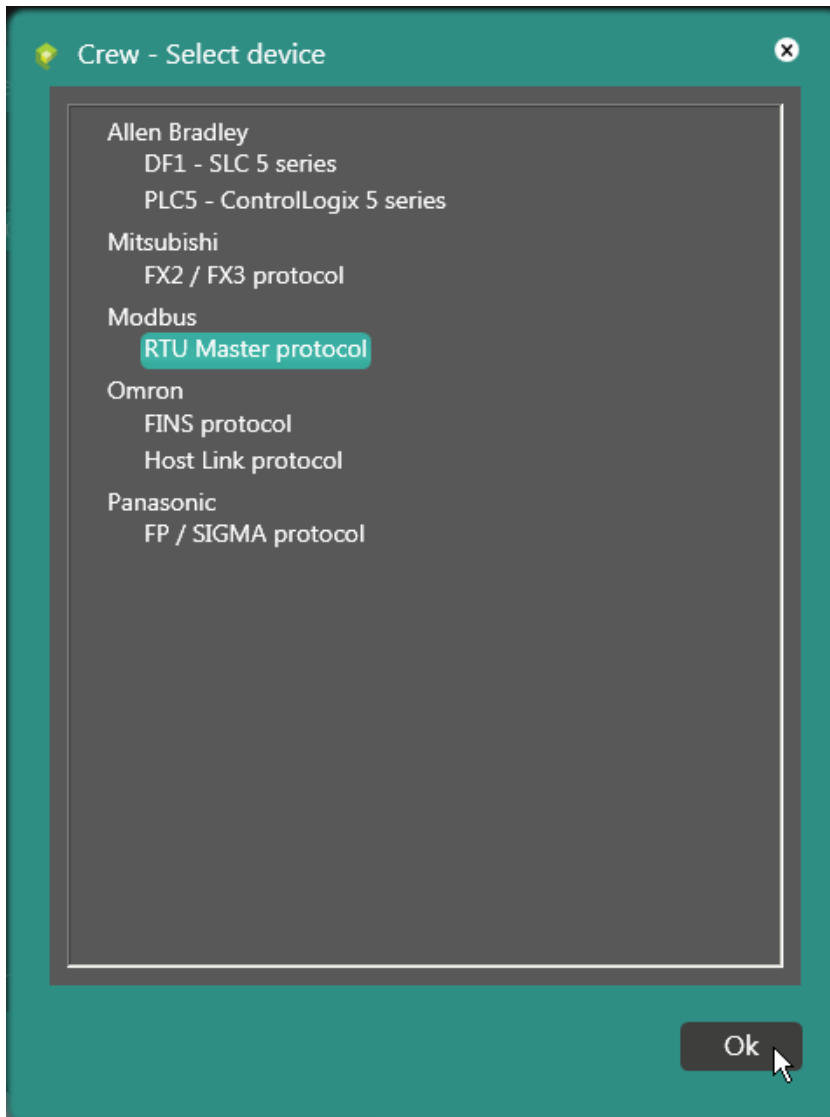 Crew - Select device
Allen Bradley
DF1 - SLC 5 series
PLC5 - ControlLogix 5 series
Mitsubishi
FX2 / FX3 protocol
Modbus
RTU Master protocol
Omron
FINS protocol
Host Link protocol
Panasonic
FP / SIGMA protocol
Ok